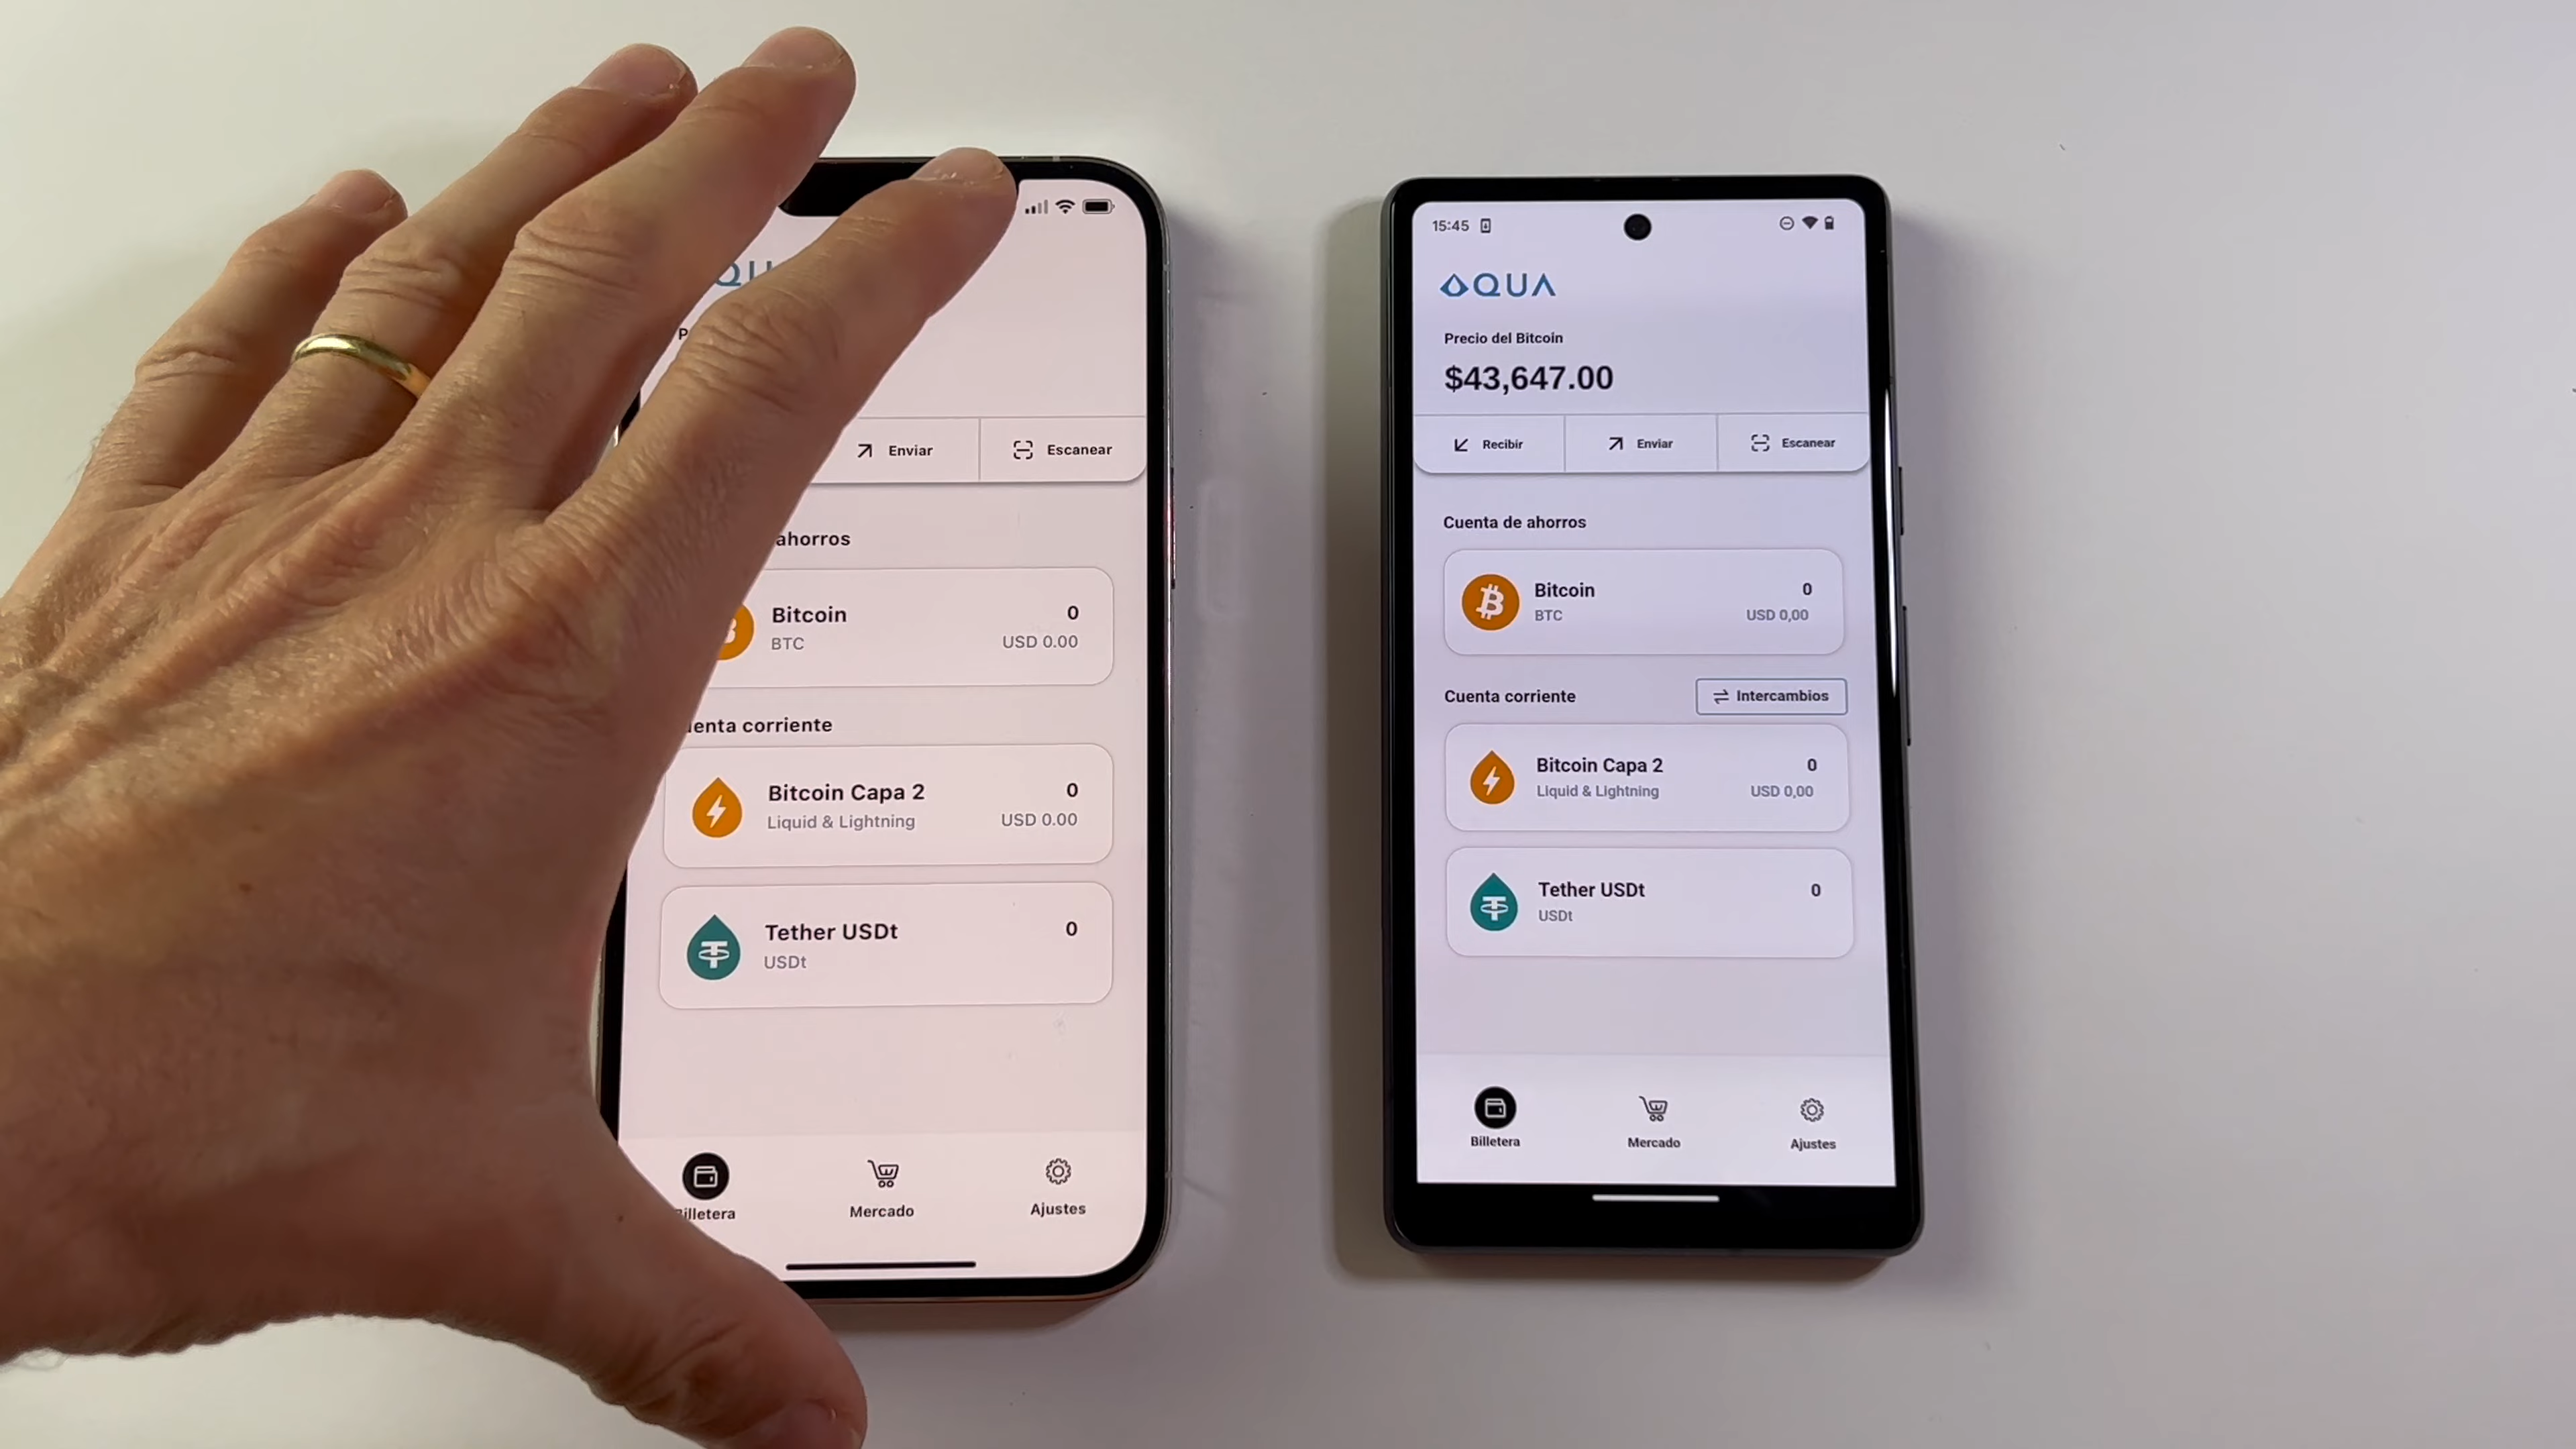 QU
P
Enviar
Escanear
ahorros
Bitcoin
0
BTC
USD 0.00
enta corriente
Bitcoin Capa 2
0
Liquid & Lightning
USD 0.00
Tether USDt
0
USDt
illetera
Mercado
Ajustes
15:45
AQUA
Precio del Bitcoin
$43,647.00
Recibir
Enviar
Escanear
Cuenta de ahorros
Bitcoin
0
BTC
USD 0,00
Cuenta corriente
Intercambios
Bitcoin Capa 2
0
Liquid & Lightning
USD 0,00
Tether USDt
0
USDt
Billetera
Mercado
Ajustes